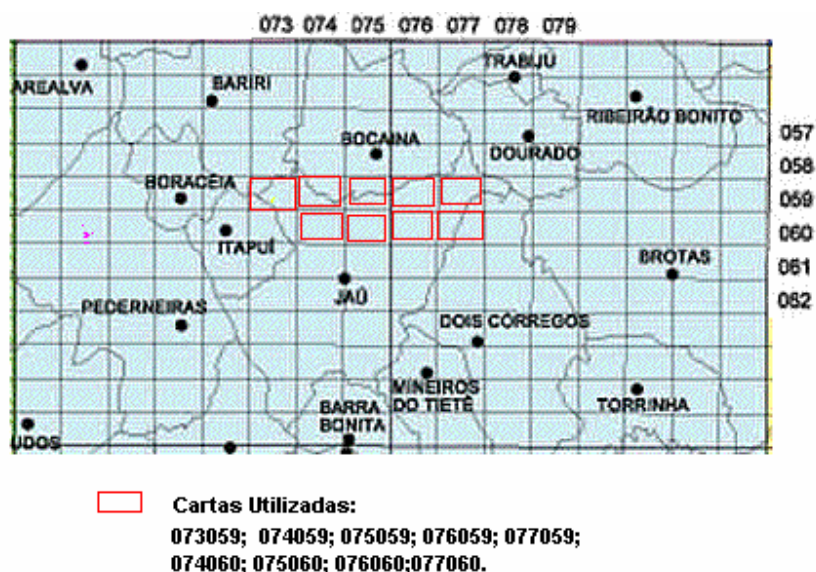 073 074 075 076 077 078 079
TRABIJU
AREALVA
BARIRI
RIBEIRÃO BONITO
057
BOCAINA
DOURADO
058
BORACÉIA
059
ITAPUÍ
060
BROTAS
061
JAÚ
062
PEDERNEIRAS
DOIS CÓRREGOS
MINEIROS
DO TIETÊ
TORRINHA
BARRA
BONITA
UDOS
Cartas Utilizadas:
073059; 074059; 075059; 076059; 077059;
074060; 075060; 076060;077060.